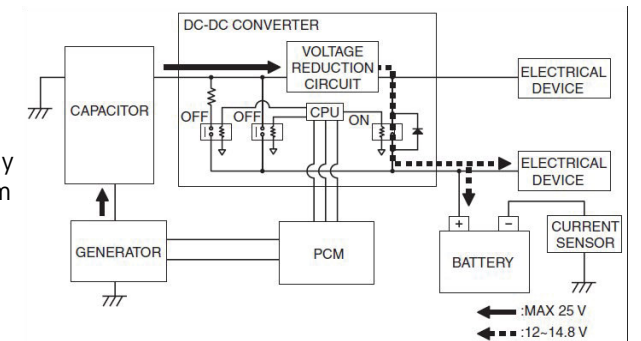 DC-DC CONVERTER
VOLTAGE
REDUCTION
CIRCUIT
ELECTRICAL
DEVICE
CAPACITOR
OFF
OFF
CPU
ON
y
m
ELECTRICAL
DEVICE
GENERATOR
PCM
+
−
BATTERY
CURRENT
SENSOR
:MAX 25 V
:12~14.8 V